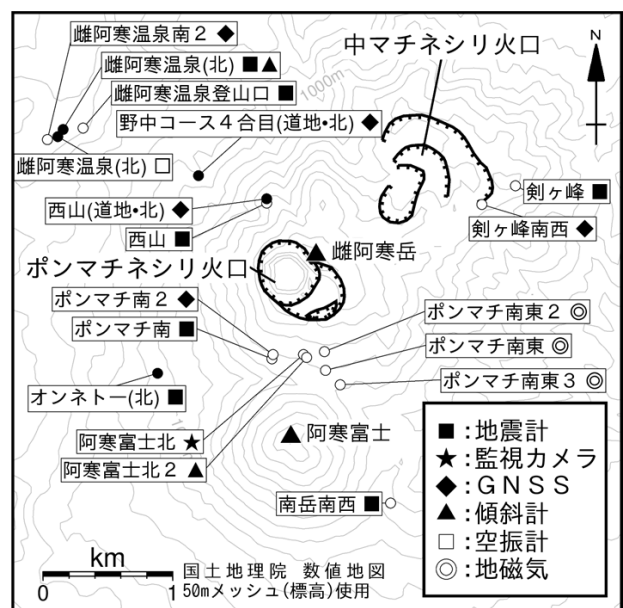 雌阿寒温泉南２ ◆
雌阿寒温泉(北) ■▲
雌阿寒温泉登山口 ■
野中コース４合目(道地・北) ◆
雌阿寒温泉(北) □
中マチネシリ火口
N
1000m
西山(道地・北) ◆
西山 ■
剣ヶ峰 ■
剣ヶ峰南西 ◆
雌阿寒岳
ポンマチネシリ火口
ポンマチ南２ ◆
ポンマチ南 ■
ポンマチ南東２ ◎
ポンマチ南東 ◎
ポンマチ南東３ ◎
オンネトー(北) ■
阿寒富士北 ★
阿寒富士北２ ▲
阿寒富士
南岳南西 ■
■:地震計
★:監視カメラ
◆:ＧＮＳＳ
▲:傾斜計
□:空振計
◎:地磁気
km
0 1
国土地理院 数値地図
50mメッシュ(標高)使用